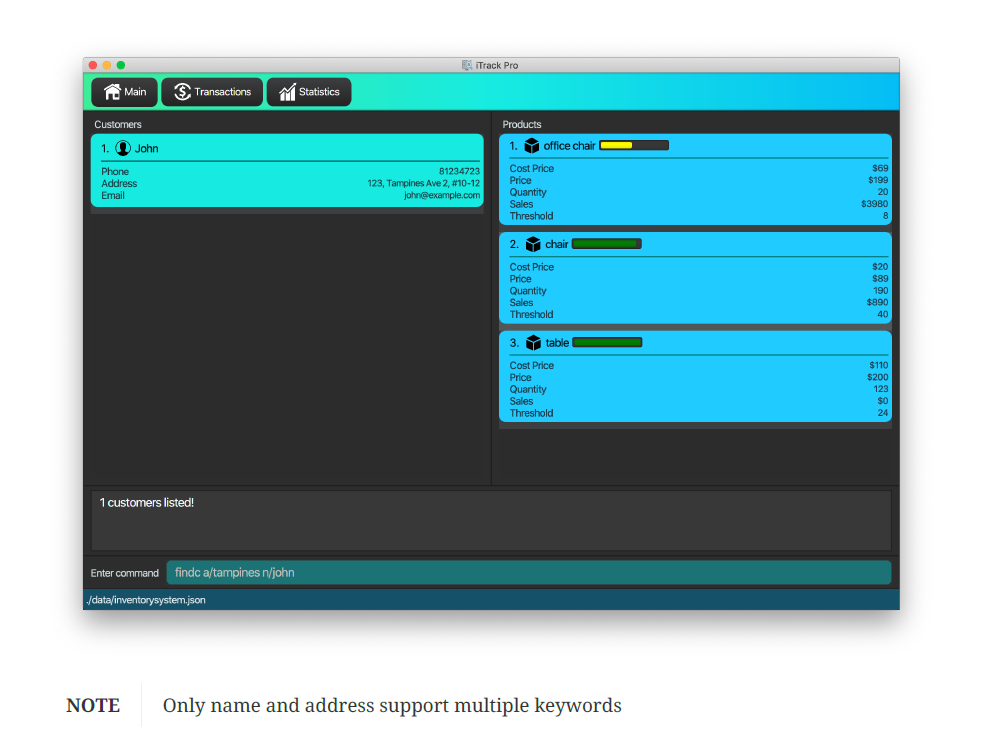 iTrack Pro
Main Transactions Statistics
Customers
1. John
Phone 81234723
Address 123, Tampines Ave 2, #10-12
Email john@example.com
Products
1. office chair
Cost Price $69
Price $199
Quantity 20
Sales $3980
Threshold 8
2. chair
Cost Price $20
Price $89
Quantity 190
Sales $890
Threshold 40
3. table
Cost Price $110
Price $200
Quantity 123
Sales $0
Threshold 24
1 customers listed!
Enter command findc a/tampines n/john
./data/inventorysystem.json
NOTE Only name and address support multiple keywords